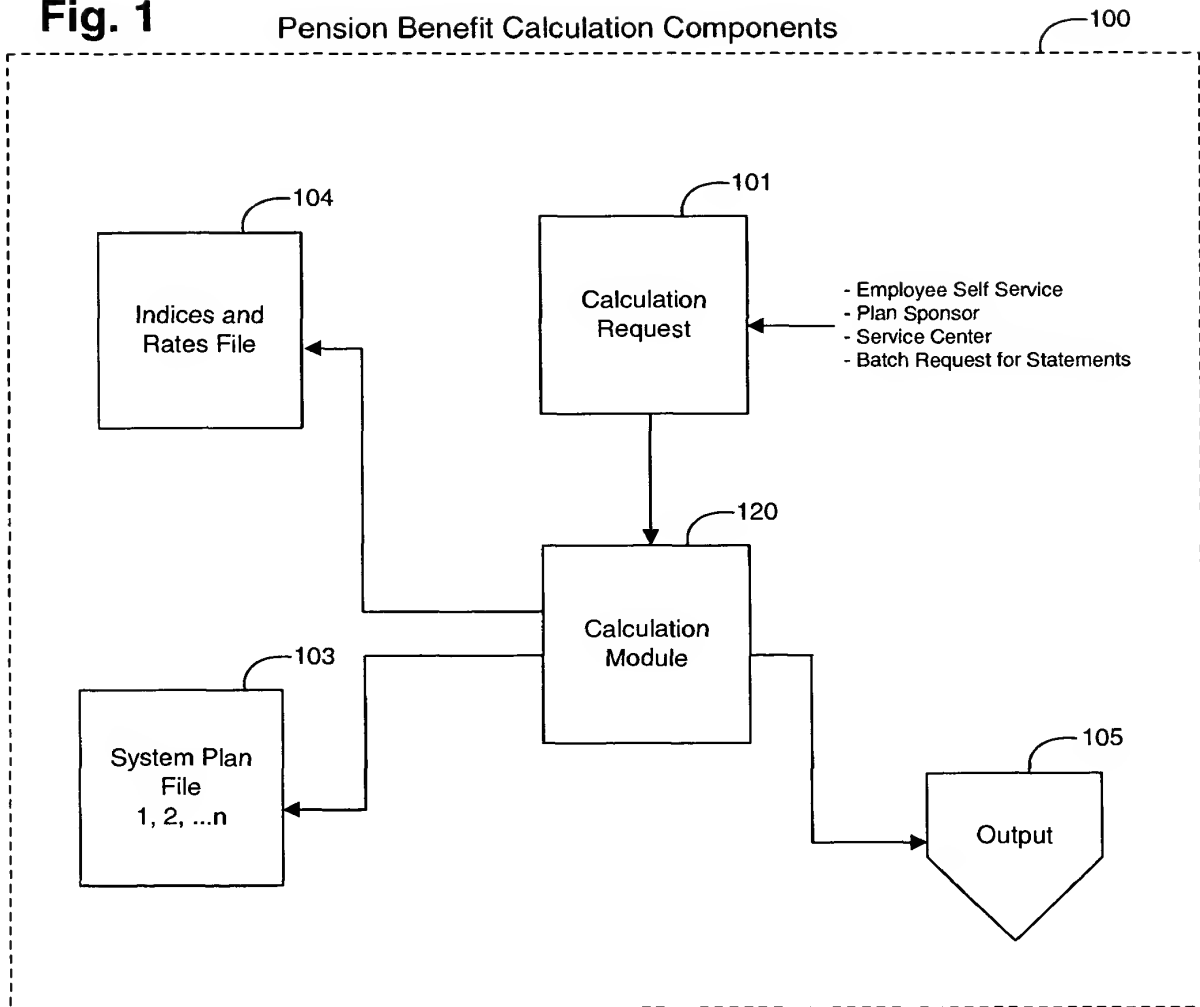 Fig. 1
Pension Benefit Calculation Components
100
104
Indices and
Rates File
101
Calculation
Request
- Employee Self Service
- Plan Sponsor
- Service Center
- Batch Request for Statements
120
Calculation
Module
103
System Plan
File
1, 2, ...n
105
Output